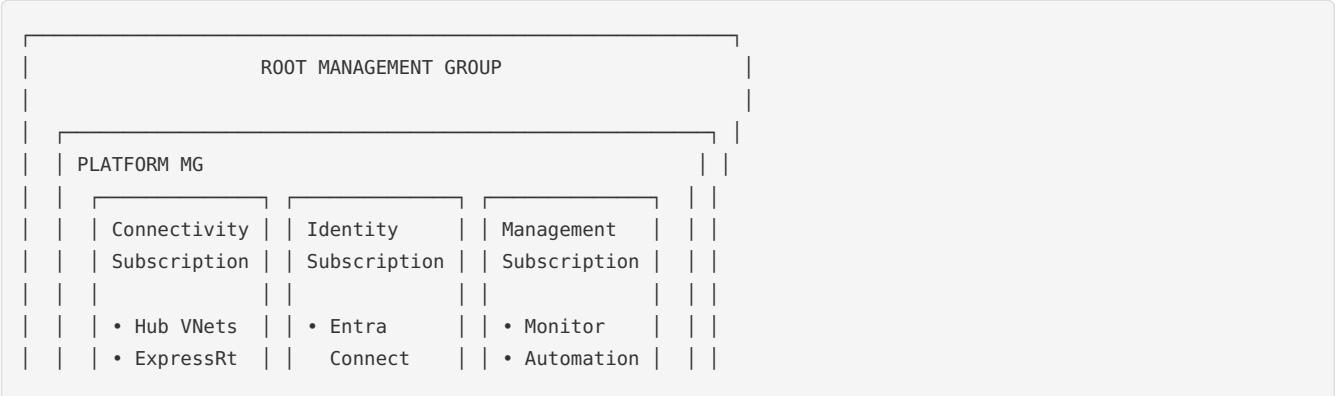 ROOT MANAGEMENT GROUP
PLATFORM MG
Connectivity Identity Management
Subscription Subscription Subscription
• Hub VNets • Entra • Monitor
• ExpressRt Connect • Automation